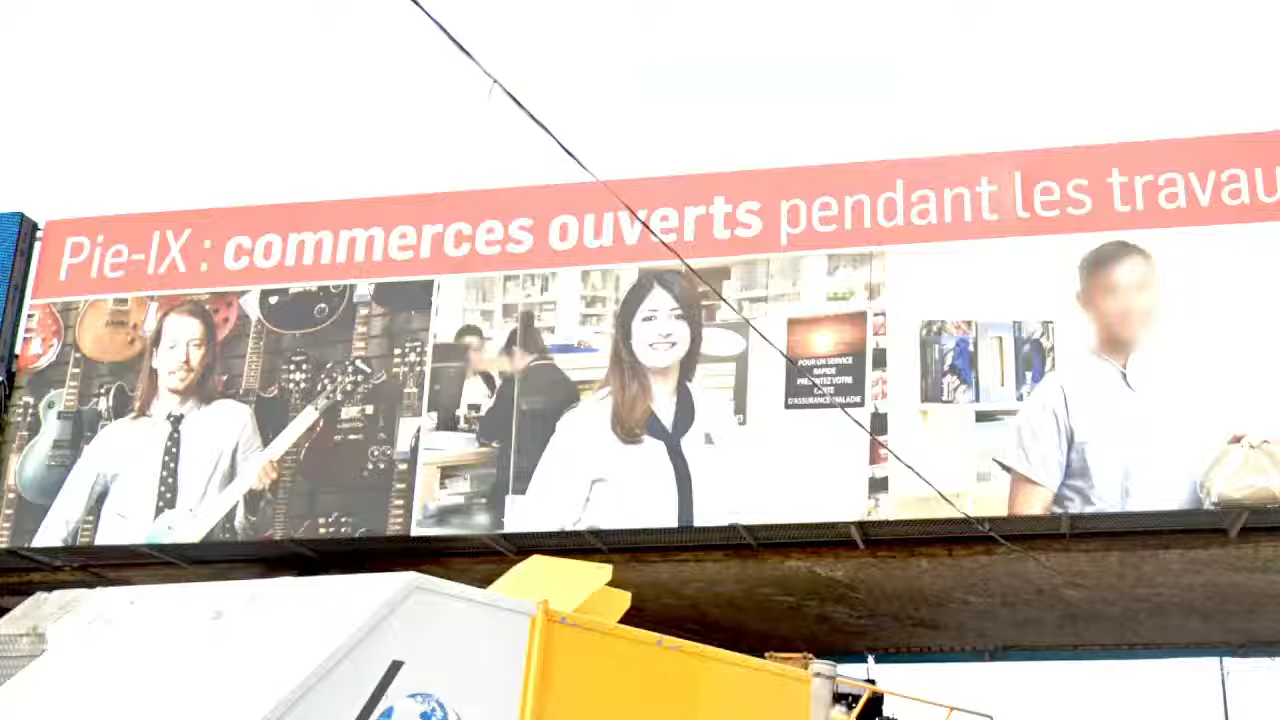 Pie-IX : commerces ouverts pendant les travau
POUR UN SERVICE
RAPIDE
PRÉSENTEZ VOTRE
CARTE
D'ASSURANCE MALADIE